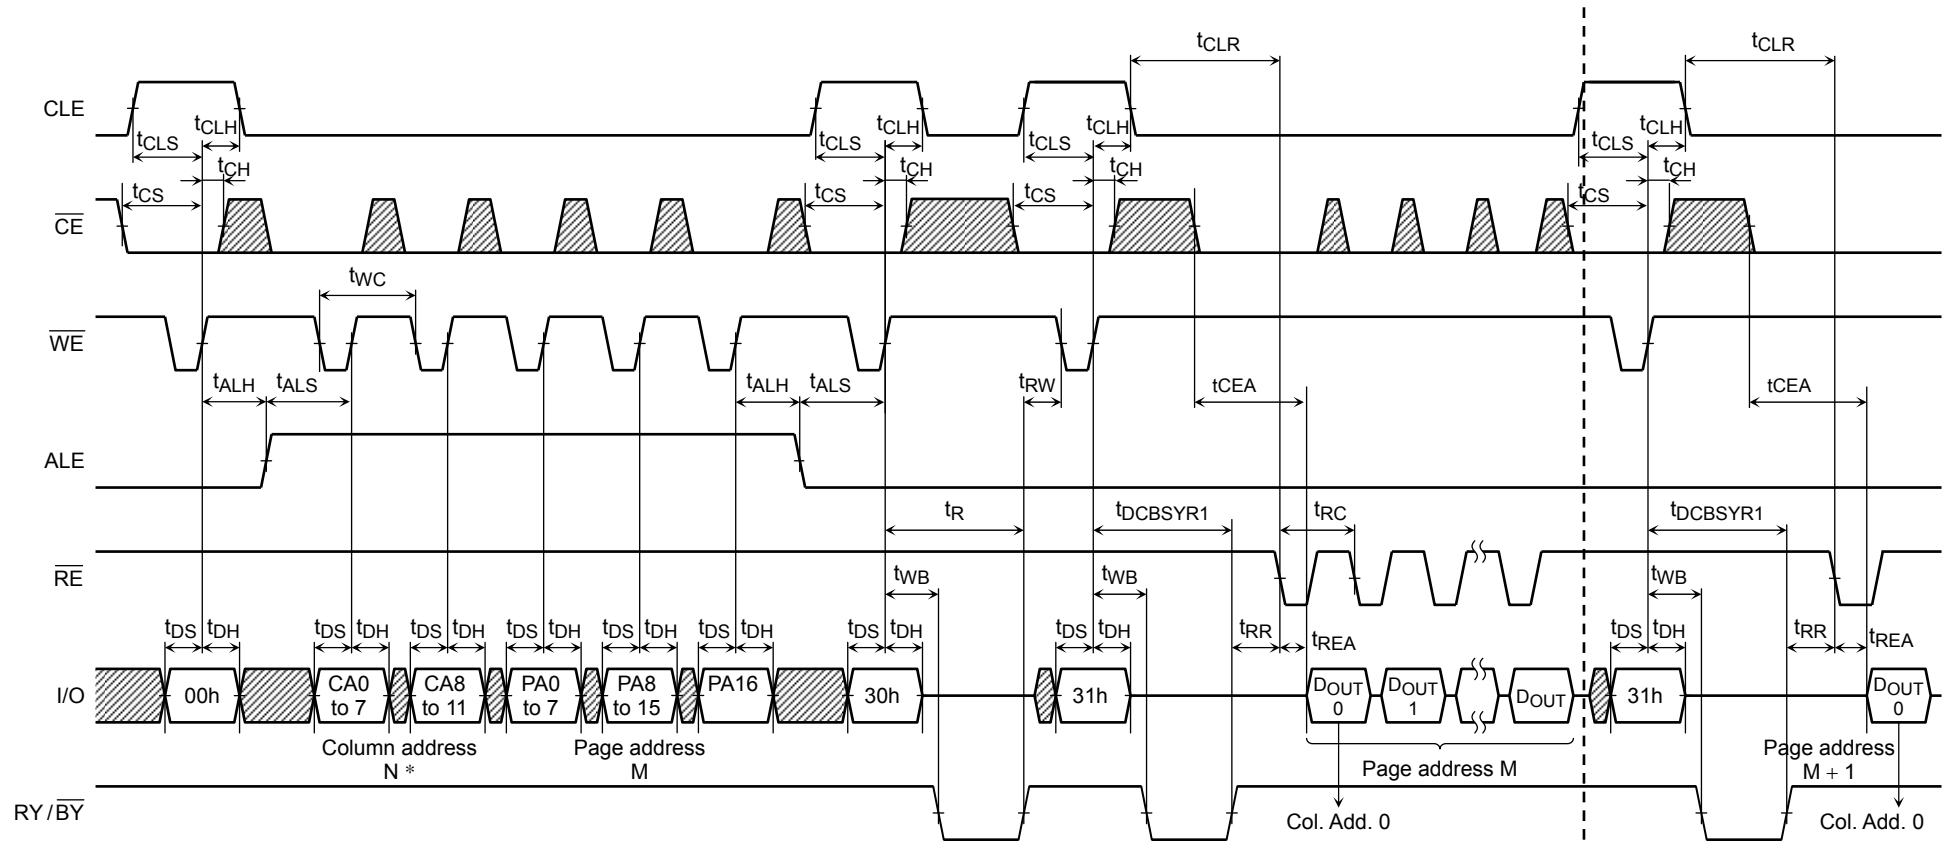 tCLR tCLR
CLE
tCLH tCLH tCLH tCLH
tCLS tCLS tCLS tCLS
tCH tCH tCH tCH
tCS tCS tCS tCS
CE
tWC
WE
tALH tALS tALH tALS tRW tCEA tCEA
ALE
tR tDCBSYR1 tRC tDCBSYR1
RE
tWB tWB tWB
tDS tDH tDS tDH tDS tDH tDS tDH tDS tDH tDS tDH tDS tDH tDS tDH tRR tREA tDS tDH tRR tREA
I/O
00h CA0 CA8 PA0 PA8 PA16 30h 31h DOUT DOUT DOUT 31h DOUT
to 7 to 11 to 7 to 15 0 1 0
Column address Page address Page address
N * M Page address M M + 1
RY / BY
Col. Add. 0 Col. Add. 0